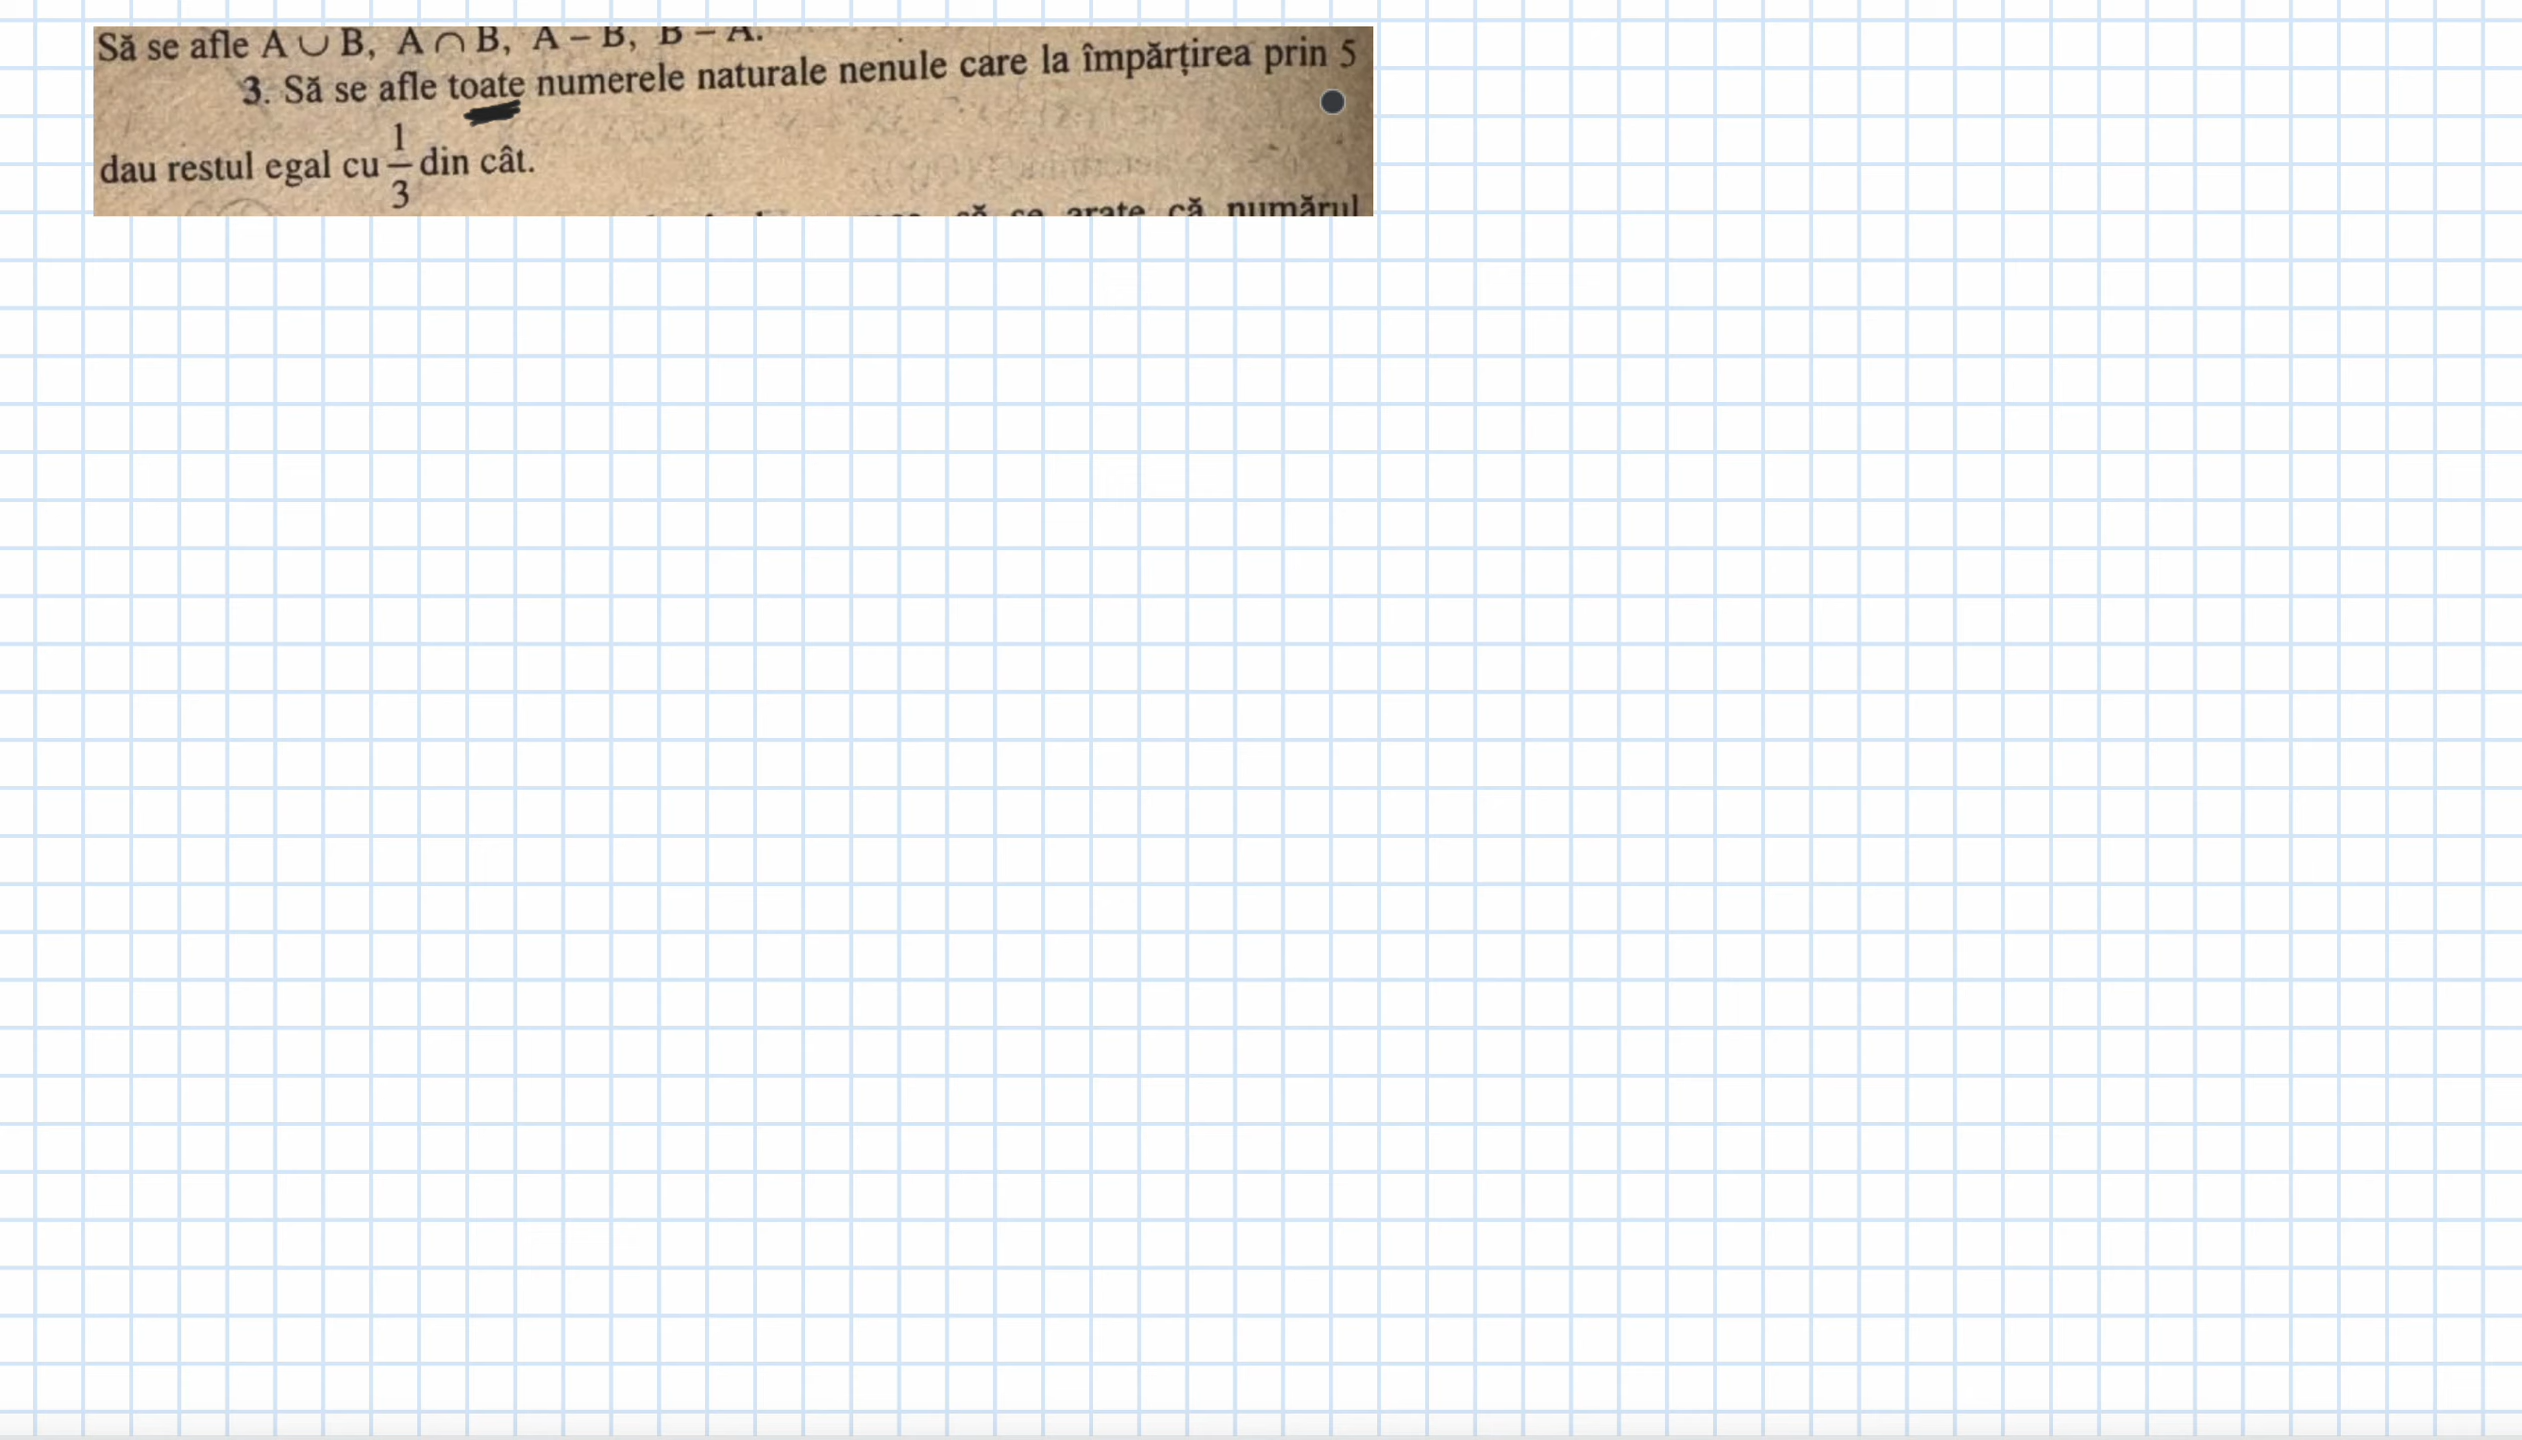 Să se afle A ∪ B, A ∩ B, A – B, B – A.
3. Să se afle toate numerele naturale nenule care la împărțirea prin 5
dau restul egal cu 1/3 din cât.
să se arate că numărul